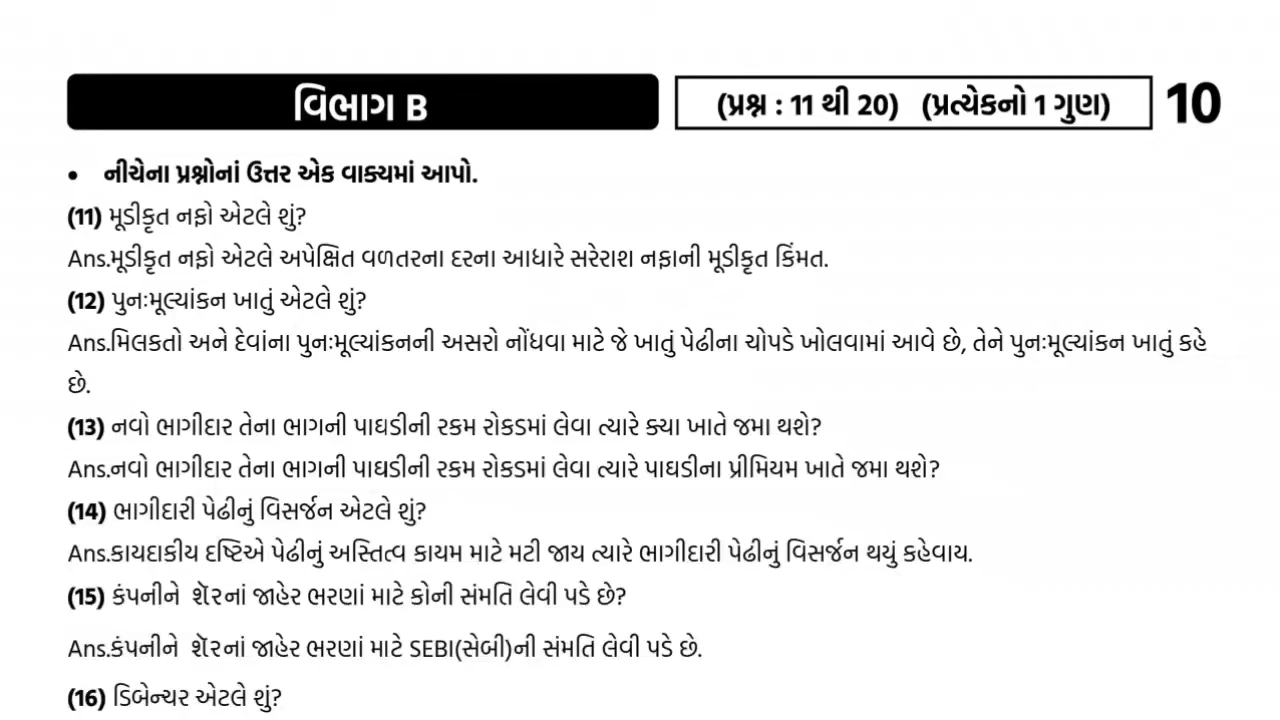 વિભાગ B
(પ્રશ્ન : 11 થી 20) (પ્રત્યેકનો 1 ગુણ) 10
• નીચેના પ્રશ્નોનાં ઉત્તર એક વાક્યમાં આપો.
(11) મૂડીકૃત નફો એટલે શું?
Ans.મૂડીકૃત નફો એટલે અપેક્ષિત વળતરના દરના આધારે સરેરાશ નફાની મૂડીકૃત કિંમત.
(12) પુનઃમૂલ્યાંકન ખાતું એટલે શું?
Ans.મિલકતો અને દેવાંના પુનઃમૂલ્યાંકનની અસરો નોંધવા માટે જે ખાતું પેઢીના ચોપડે ખોલવામાં આવે છે, તેને પુનઃમૂલ્યાંકન ખાતું કહે
છે.
(13) નવો ભાગીદાર તેના ભાગની પાઘડીની રકમ રોકડમાં લેવા ત્યારે ક્યા ખાતે જમા થશે?
Ans.નવો ભાગીદાર તેના ભાગની પાઘડીની રકમ રોકડમાં લેવા ત્યારે પાઘડીના પ્રીમિયમ ખાતે જમા થશે?
(14) ભાગીદારી પેઢીનું વિસર્જન એટલે શું?
Ans.કાયદાકીય દષ્ટિએ પેઢીનું અસ્તિત્વ કાયમ માટે મટી જાય ત્યારે ભાગીદારી પેઢીનું વિસર્જન થયું કહેવાય.
(15) કંપનીને શૅરનાં જાહેર ભરણાં માટે કોની સંમતિ લેવી પડે છે?
Ans.કંપનીને શૅરનાં જાહેર ભરણાં માટે SEBI(સેબી)ની સંમતિ લેવી પડે છે.
(16) ડિબેન્ચર એટલે શું?